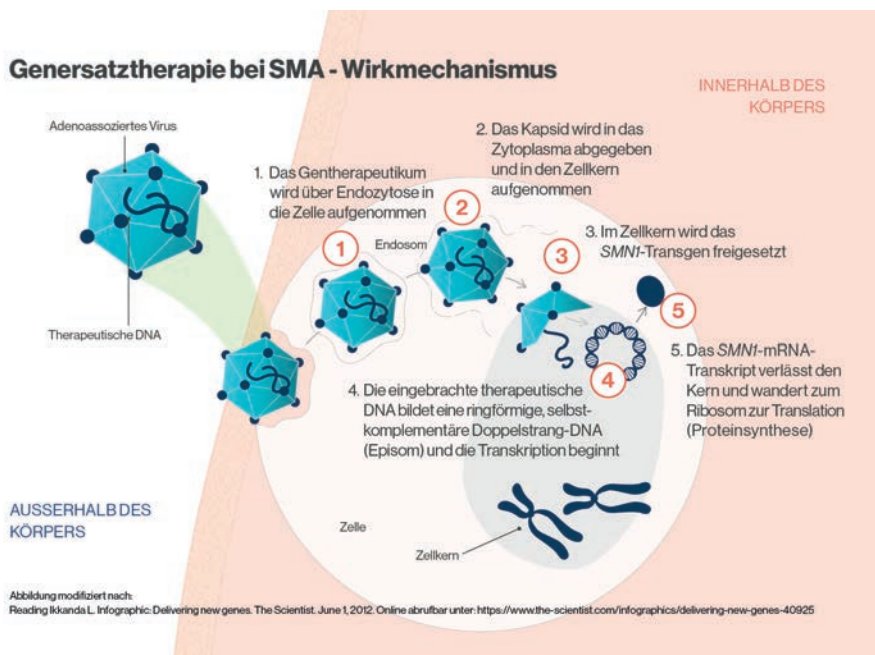 Genersatztherapie bei SMA - Wirkmechanismus
INNERHALB DES
KÖRPERS
Adenoassoziertes Virus
Therapeutische DNA
1. Das Gentherapeutikum
wird über Endozytose in
die Zelle aufgenommen
2. Das Kapsid wird in das
Zytoplasma abgegeben
und in den Zellkern
aufgenommen
1
Endosom
2
3
3. Im Zellkern wird das
SMN1-Transgen freigesetzt
4
4. Die eingebrachte therapeutische
DNA bildet eine ringförmige, selbst-
komplementäre Doppelstrang-DNA
(Episom) und die Transkription beginnt
5
5. Das SMN1-mRNA-
Transkript verlässt den
Kern und wandert zum
Ribosom zur Translation
(Proteinsynthese)
AUSSERHALB DES
KÖRPERS
Zelle
Zellkern
Abbildung modifiziert nach:
Reading Ikkanda L. Infographic: Delivering new genes. The Scientist. June 1, 2012. Online abrufbar unter: https://www.the-scientist.com/infographics/delivering-new-genes-40925